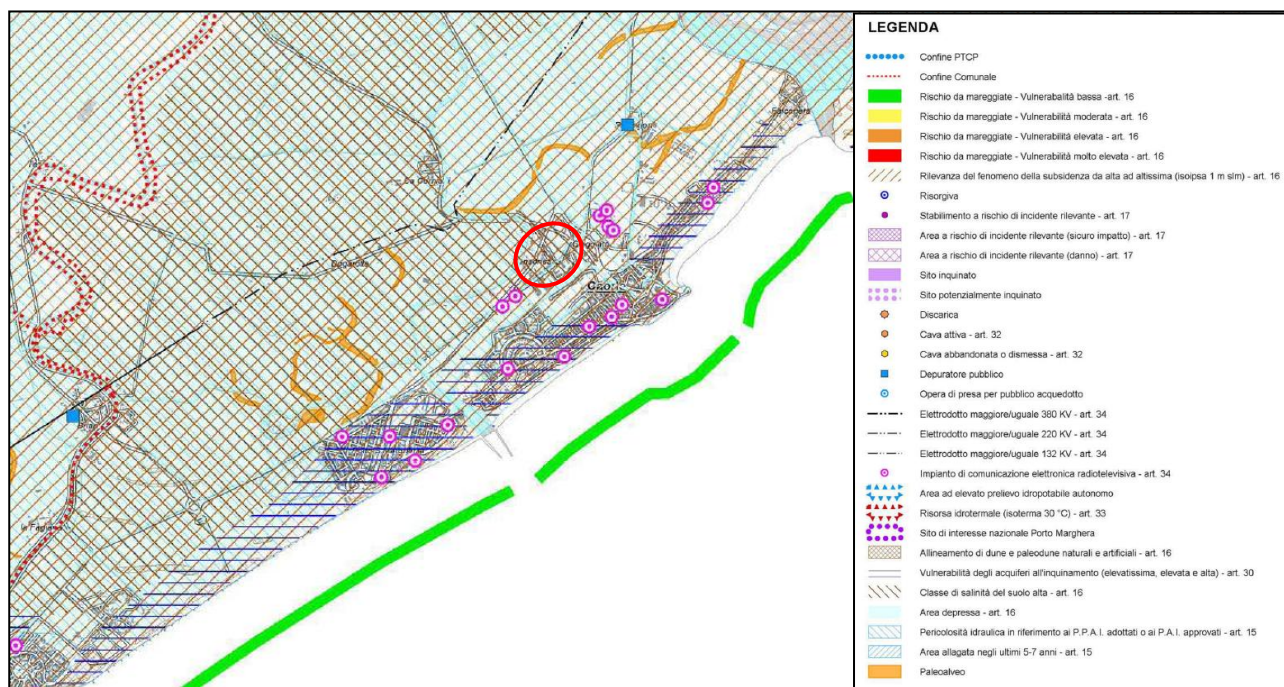 LEGENDA
Confine PTCP
Confine Comunale
Rischio da mareggiate - Vulnerabalità bassa -art. 16
Rischio da mareggiate - Vulnerabilità moderata - art. 16
Rischio da mareggiate - Vulnerabilità elevata - art. 16
Rischio da mareggiate - Vulnerabilità molto elevata - art. 16
Rilevanza del fenomeno della subsidenza da alta ad altissima (isoipsa 1 m slm) - art. 16
Risorgiva
Stabilimento a rischio di incidente rilevante - art. 17
Area a rischio di incidente rilevante (sicuro impatto) - art. 17
Area a rischio di incidente rilevante (danno) - art. 17
Sito inquinato
Sito potenzialmente inquinato
Discarica
Cava attiva - art. 32
Cava abbandonata o dismessa - art. 32
Depuratore pubblico
Opera di presa per pubblico acquedotto
Elettrodotto maggiore/uguale 380 KV - art. 34
Elettrodotto maggiore/uguale 220 KV - art. 34
Elettrodotto maggiore/uguale 132 KV - art. 34
Impianto di comunicazione elettronica radiotelevisiva - art. 34
Area ad elevato prelievo idropotabile autonomo
Risorsa idrotermale (isoterma 30 °C) - art. 33
Sito di interesse nazionale Porto Marghera
Allineamento di dune e paleodune naturali e artificiali - art. 16
Vulnerabilità degli acquiferi all'inquinamento (elevatissima, elevata e alta) - art. 30
Classe di salinità del suolo alta - art. 16
Area depressa - art. 16
Pericolosità idraulica in riferimento ai P.P.A.I. adottati o ai P.A.I. approvati - art. 15
Area allagata negli ultimi 5-7 anni - art. 15
Paleoalveo